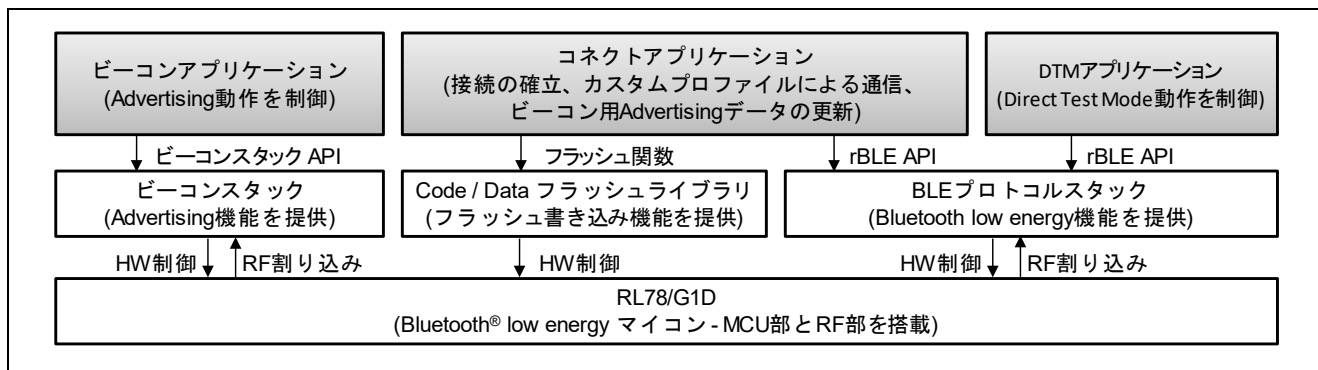 ビーコンアプリケーション
(Advertising動作を制御)
コネクトアプリケーション
(接続の確立、カスタムプロファイルによる通信、
ビーコン用Advertisingデータの更新)
DTMアプリケーション
(Direct Test Mode動作を制御)
ビーコンスタック API
フラッシュ関数
rBLE API
rBLE API
ビーコンスタック
(Advertising機能を提供)
Code / Data フラッシュライブラリ
(フラッシュ書き込み機能を提供)
BLEプロトコルスタック
(Bluetooth low energy機能を提供)
HW制御
RF割り込み
HW制御
HW制御
RF割り込み
RL78/G1D
(Bluetooth® low energy マイコン - MCU部とRF部を搭載)